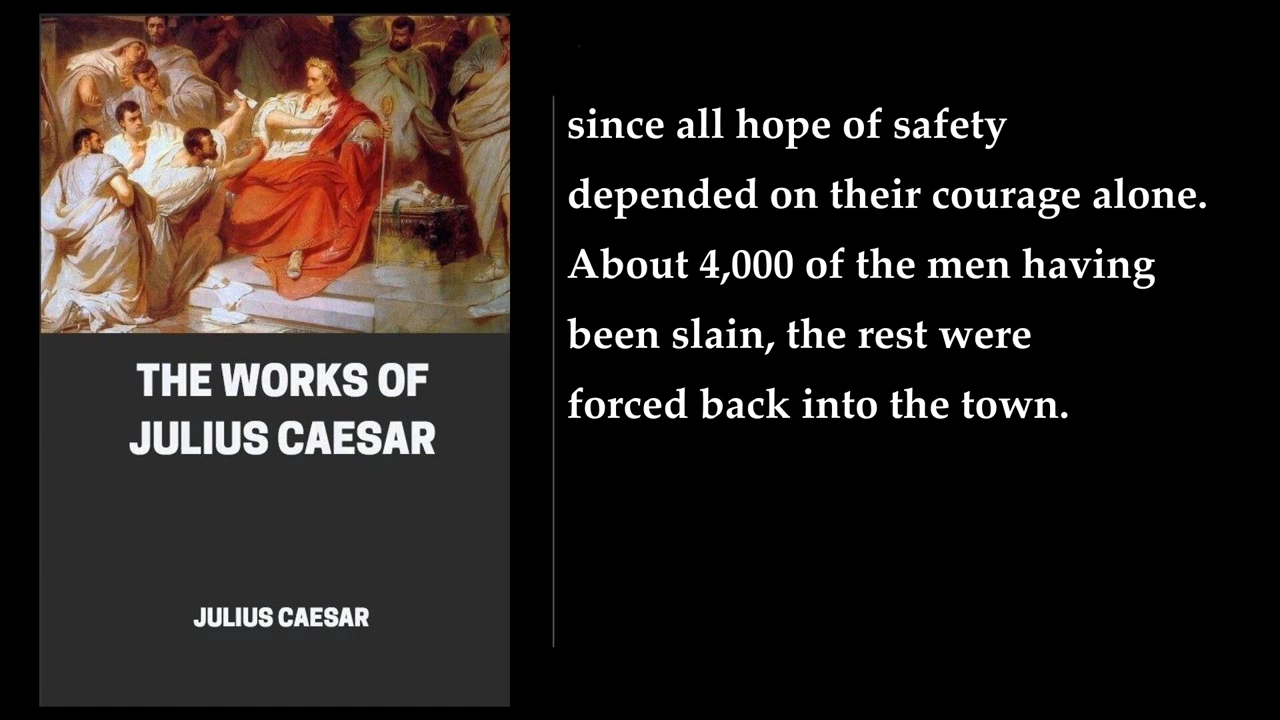 THE WORKS OF
JULIUS CAESAR
JULIUS CAESAR
since all hope of safety
depended on their courage alone.
About 4,000 of the men having
been slain, the rest were
forced back into the town.